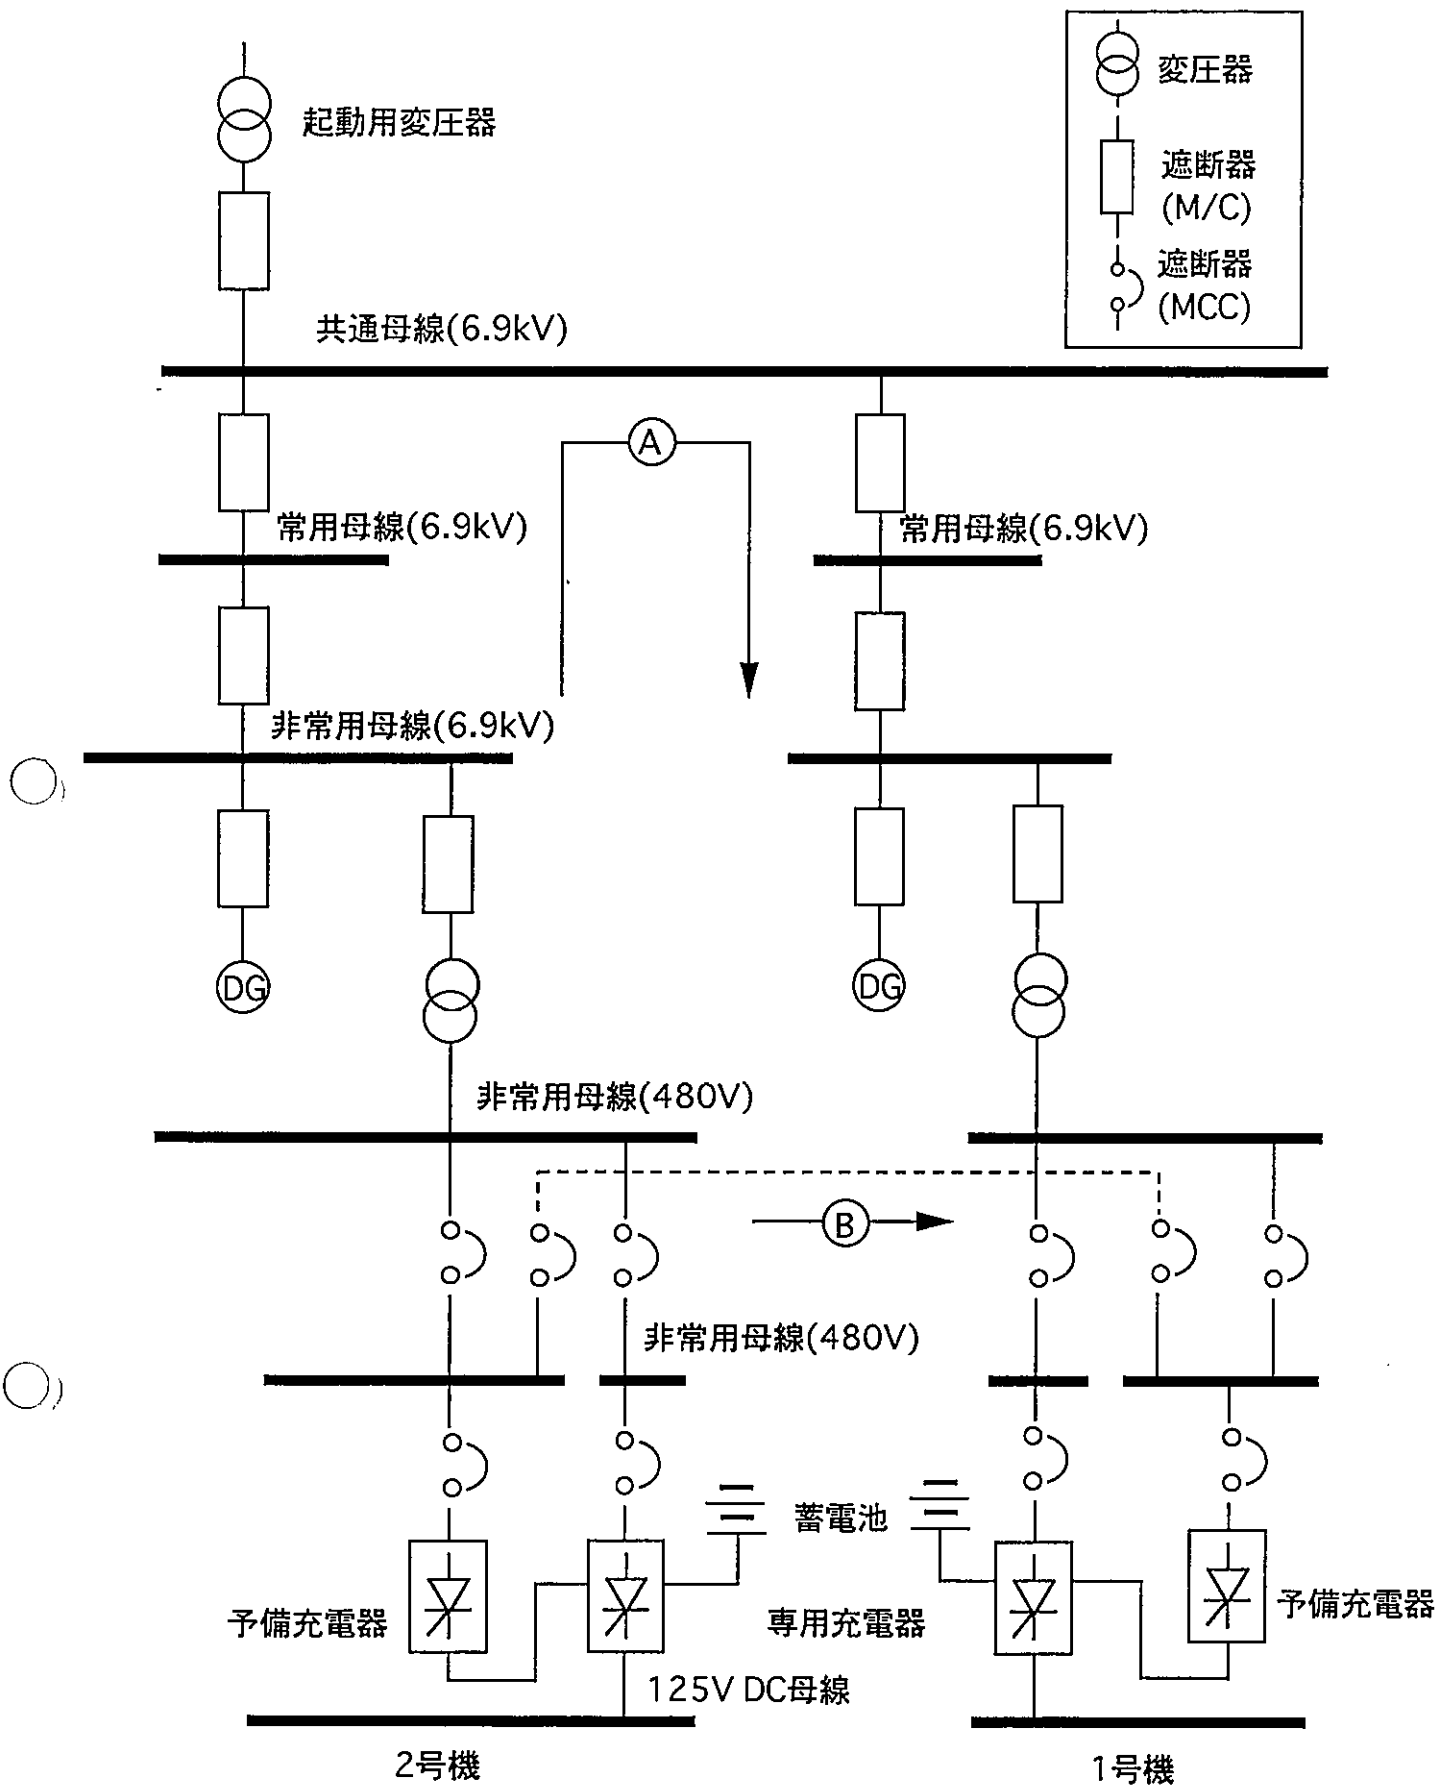 変圧器
起動用変圧器
遮断器
(M/C)
遮断器
(MCC)
共通母線(6.9kV)
A
常用母線(6.9kV)
常用母線(6.9kV)
非常用母線(6.9kV)
DG
DG
非常用母線(480V)
B
非常用母線(480V)
蓄電池
予備充電器
専用充電器
予備充電器
125V DC母線
2号機
1号機